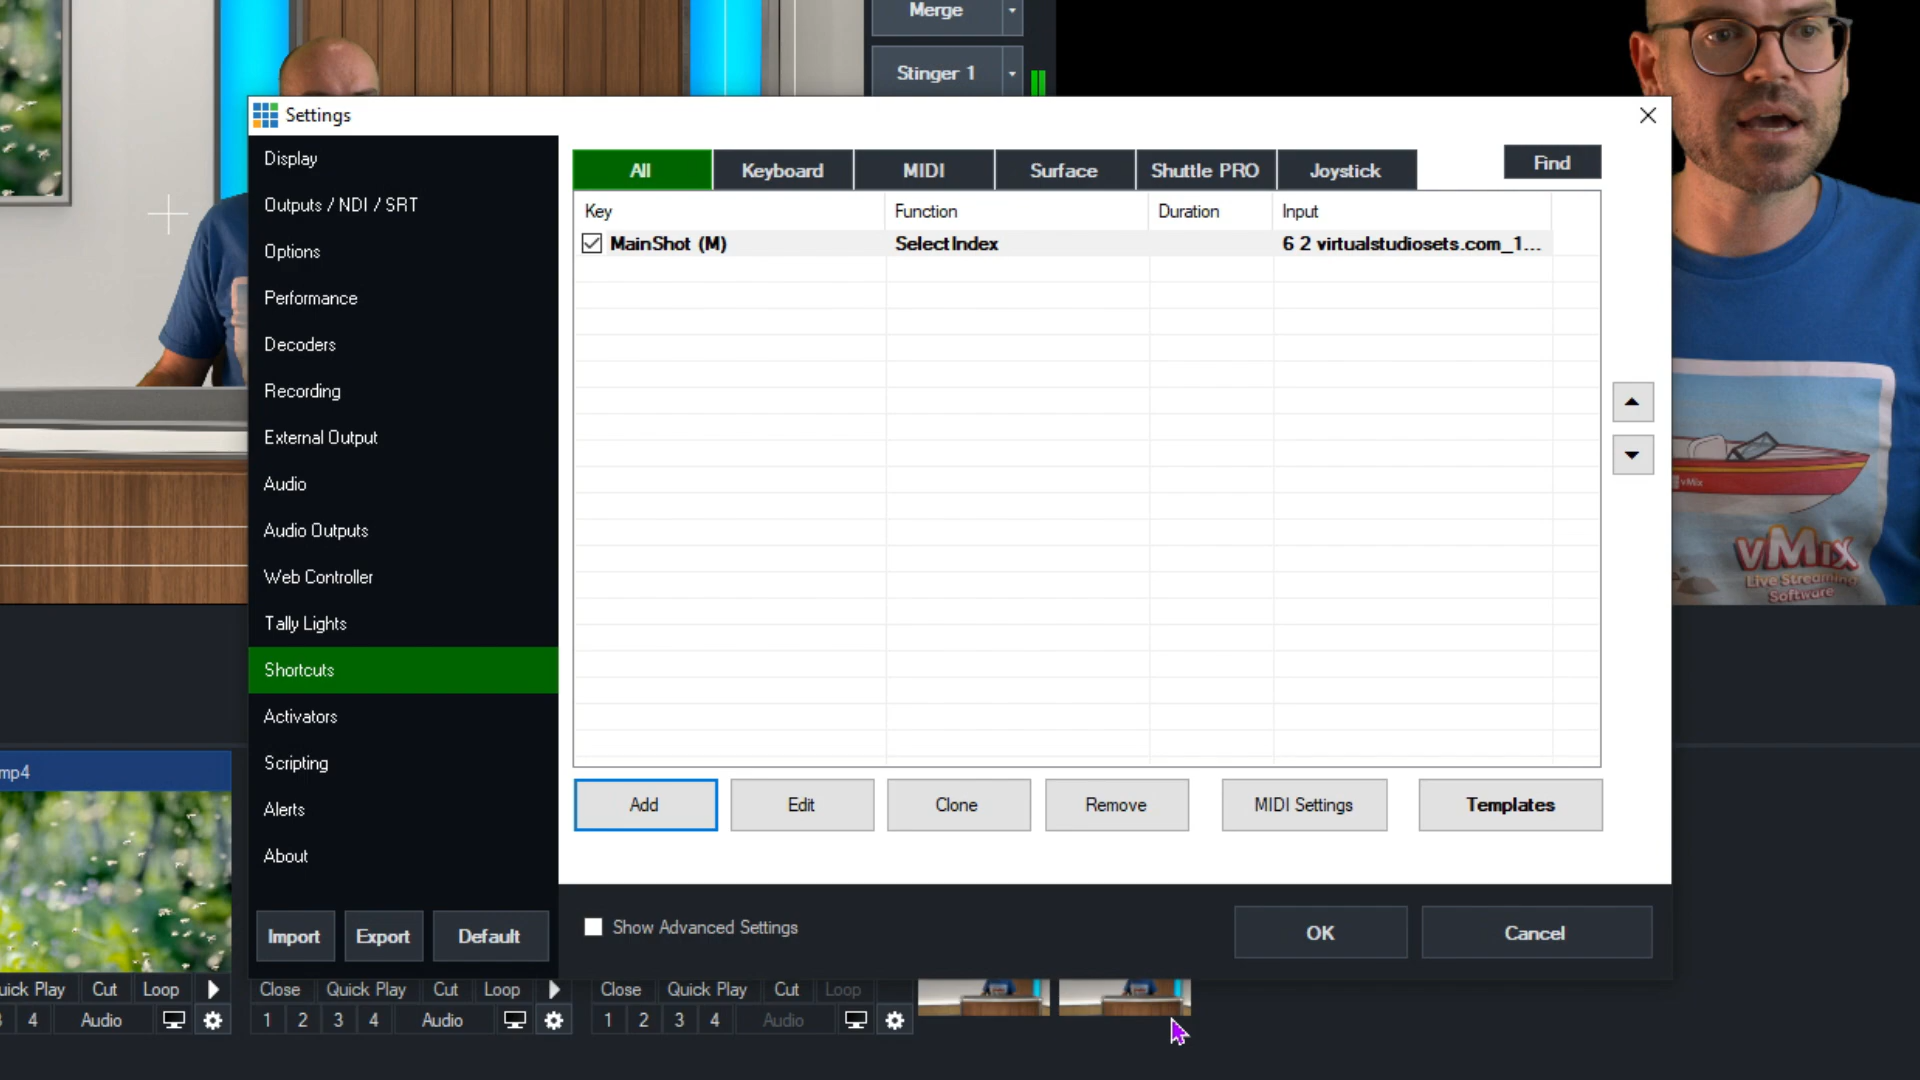 Merge
Stinger 1
Settings
Display
Outputs / NDI / SRT
Options
Performance
Decoders
Recording
External Output
Audio
Audio Outputs
Web Controller
Tally Lights
Shortcuts
Activators
Scripting
Alerts
About
Import Export Default
All Keyboard MIDI Surface Shuttle PRO Joystick Find
Key Function Duration Input
MainShot (M) SelectIndex 6 2 virtualstudiosets.com_1...
Add Edit Clone Remove MIDI Settings Templates
Show Advanced Settings
OK Cancel
vMix
vMix
Live Streaming
Software
mp4
uick Play Cut Loop Close Quick Play Cut Loop Close Quick Play Cut Loop
4 Audio 1 2 3 4 Audio 1 2 3 4 Audio